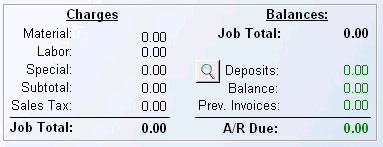 Charges
Material: 0.00
Labor: 0.00
Special: 0.00
Subtotal: 0.00
Sales Tax: 0.00
Job Total: 0.00
Balances:
Job Total: 0.00
Deposits: 0.00
Balance: 0.00
Prev. Invoices: 0.00
A/R Due: 0.00